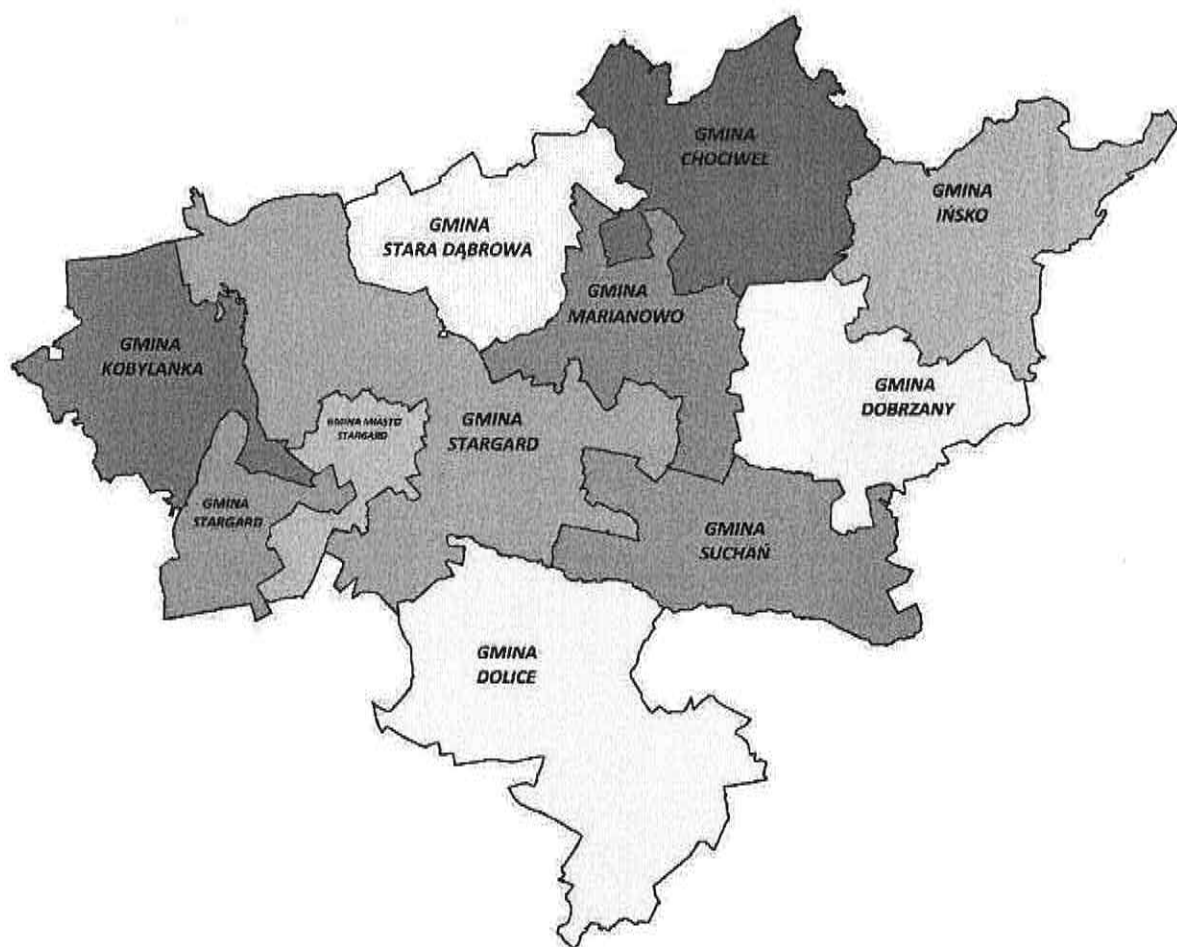 GMINA
CHOCIWEL
GMINA
IŃSKO
GMINA
STARA DĄBROWA
GMINA
MARIANOWO
GMINA
KOBYLANKA
GMINA
DOBRZANY
GMINA MIASTO
STARGARD
GMINA
STARGARD
GMINA
STARGARD
GMINA
SUCHAŃ
GMINA
DOLICE